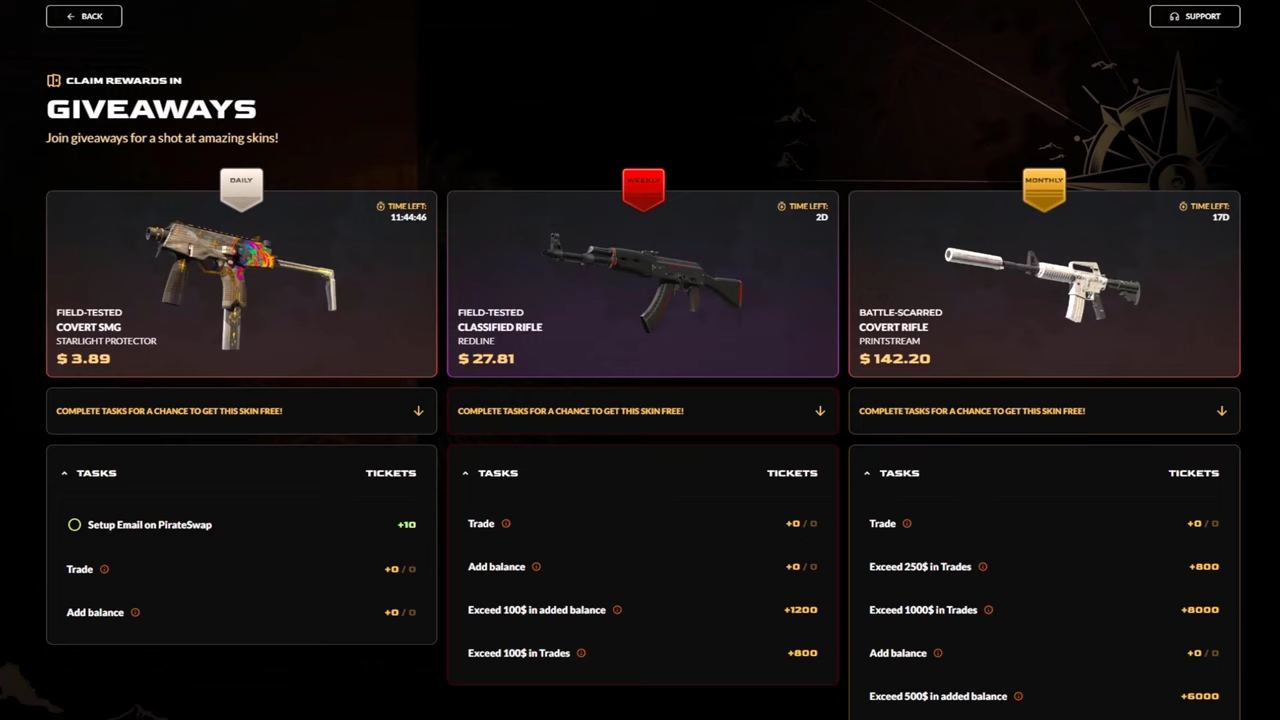 BACK
SUPPORT
CLAIM REWARDS IN
GIVEAWAYS
Join giveaways for a shot at amazing skins!
DAILY
TIME LEFT:
11:44:46
FIELD-TESTED
COVERT SMG
STARLIGHT PROTECTOR
$ 3.89
WEEKLY
TIME LEFT:
2D
FIELD-TESTED
CLASSIFIED RIFLE
REDLINE
$ 27.81
MONTHLY
TIME LEFT:
17D
BATTLE-SCARRED
COVERT RIFLE
PRINTSTREAM
$ 142.20
COMPLETE TASKS FOR A CHANCE TO GET THIS SKIN FREE!
COMPLETE TASKS FOR A CHANCE TO GET THIS SKIN FREE!
COMPLETE TASKS FOR A CHANCE TO GET THIS SKIN FREE!
TASKS TICKETS
Setup Email on PirateSwap +10
Trade +0 / 0
Add balance +0 / 0
TASKS TICKETS
Trade +0 / 0
Add balance +0 / 0
Exceed 100$ in added balance +1200
Exceed 100$ in Trades +800
TASKS TICKETS
Trade +0 / 0
Exceed 250$ in Trades +800
Exceed 1000$ in Trades +8000
Add balance +0 / 0
Exceed 500$ in added balance +6000